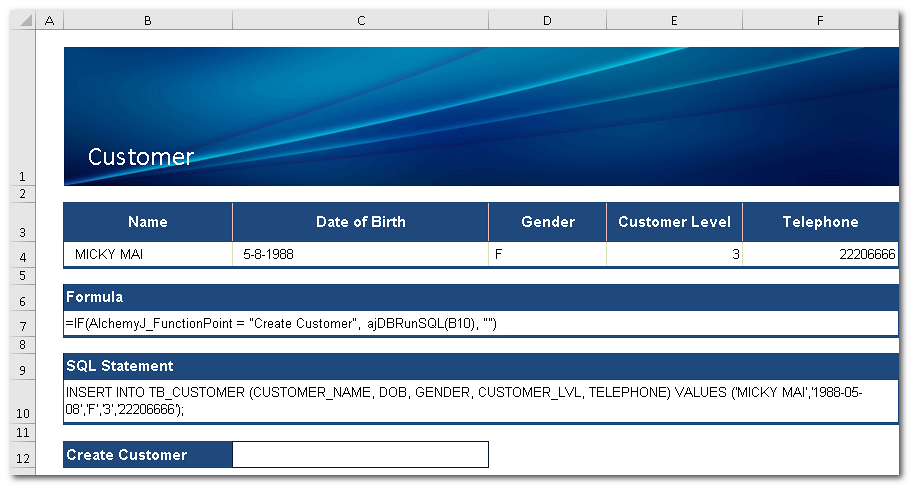 A B C D E F
Customer
1
2
3 Name Date of Birth Gender Customer Level Telephone
4 MICKY MAI 5-8-1988 F 3 22206666
5
6 Formula
7 =IF(AlchemyJ_FunctionPoint = "Create Customer", ajDBRunSQL(B10), "")
8
9 SQL Statement
INSERT INTO TB_CUSTOMER (CUSTOMER_NAME, DOB, GENDER, CUSTOMER_LVL, TELEPHONE) VALUES ('MICKY MAI','1988-05-
10 08','F','3','22206666');
11
12 Create Customer